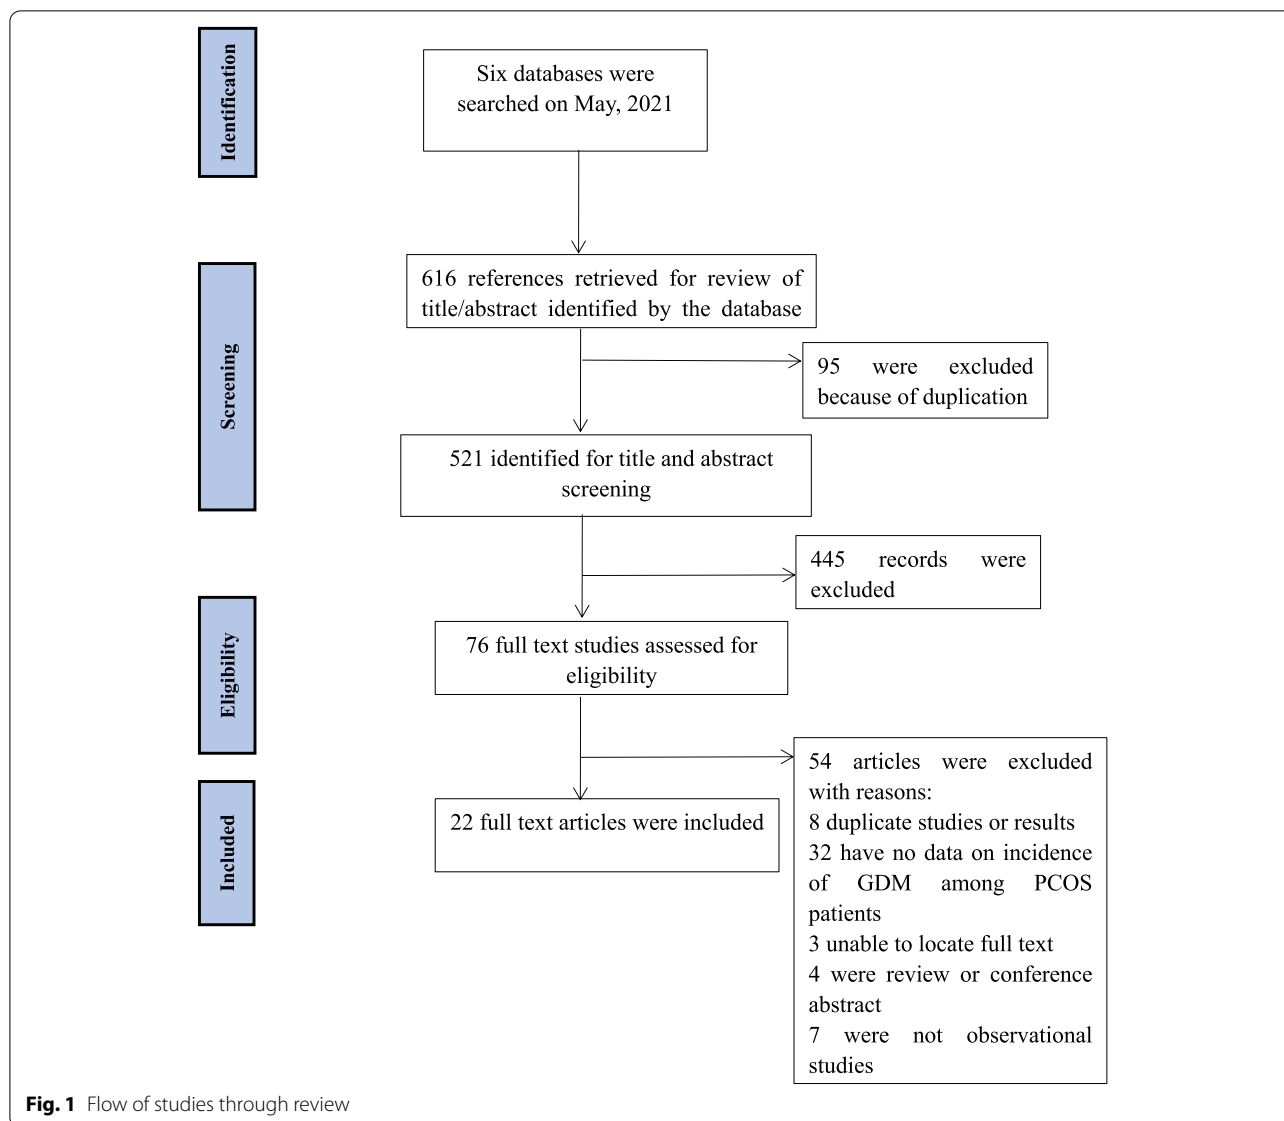 Identification
Six databases were
searched on May, 2021
Screening
616 references retrieved for review of
title/abstract identified by the database
95 were excluded
because of duplication
521 identified for title and abstract
screening
445 records were
excluded
Eligibility
76 full text studies assessed for
eligibility
54 articles were excluded
with reasons:
8 duplicate studies or results
32 have no data on incidence
of GDM among PCOS
patients
3 unable to locate full text
4 were review or conference
abstract
7 were not observational
studies
Included
22 full text articles were included
Fig. 1 Flow of studies through review